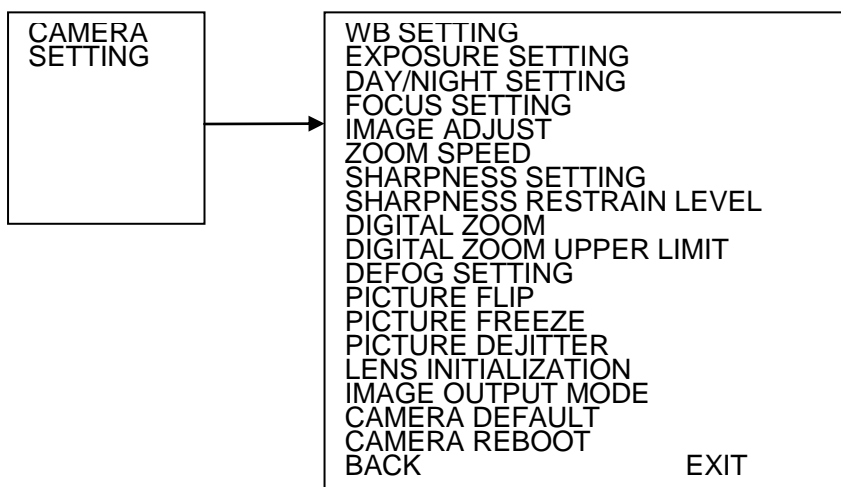 CAMERA
SETTING
WB SETTING
EXPOSURE SETTING
DAY/NIGHT SETTING
FOCUS SETTING
IMAGE ADJUST
ZOOM SPEED
SHARPNESS SETTING
SHARPNESS RESTRAIN LEVEL
DIGITAL ZOOM
DIGITAL ZOOM UPPER LIMIT
DEFOG SETTING
PICTURE FLIP
PICTURE FREEZE
PICTURE DEJITTER
LENS INITIALIZATION
IMAGE OUTPUT MODE
CAMERA DEFAULT
CAMERA REBOOT
BACK EXIT